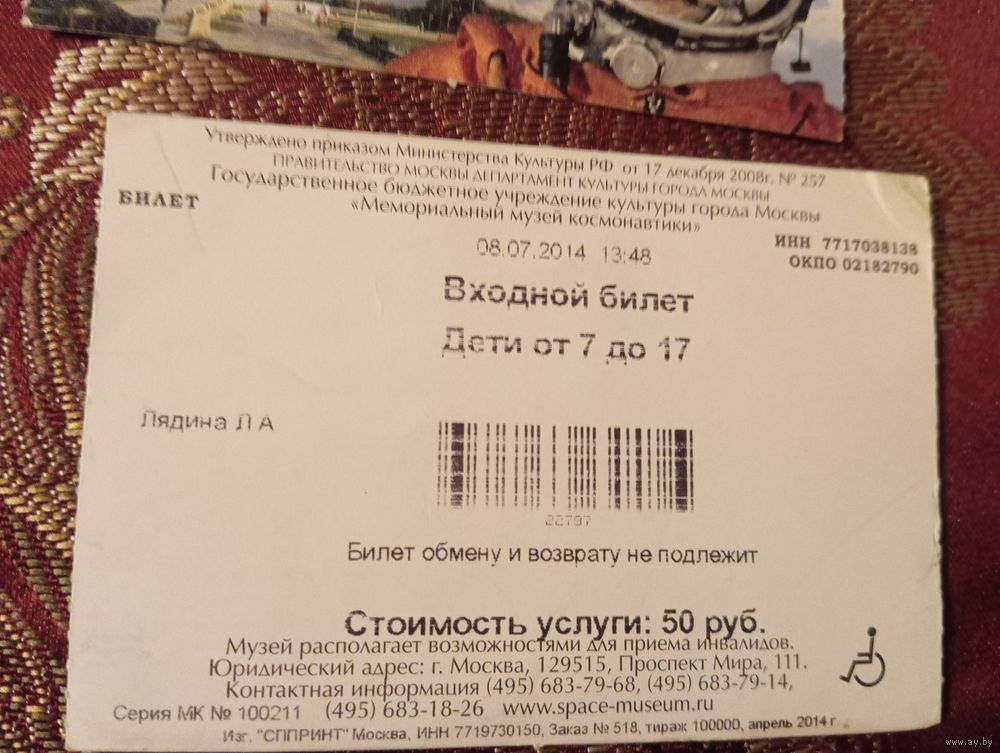 Утверждено приказом Министерства Культуры РФ от 17 декабря 2008г. № 257
ПРАВИТЕЛЬСТВО МОСКВЫ ДЕПАРТАМЕНТ КУЛЬТУРЫ ГОРОДА МОСКВЫ
Государственное бюджетное учреждение культуры города Москвы
«Мемориальный музей космонавтики»
БИЛЕТ
ИНН 7717038138
ОКПО 02182790
08.07.2014 13:48
Входной билет
Дети от 7 до 17
Лядина Л А
22797
Билет обмену и возврату не подлежит
Стоимость услуги: 50 руб.
Музей располагает возможностями для приема инвалидов.
Юридический адрес: г. Москва, 129515, Проспект Мира, 111.
Контактная информация (495) 683-79-68, (495) 683-79-14,
Серия МК № 100211 (495) 683-18-26 www.space-museum.ru
Изг. "СППРИНТ" Москва, ИНН 7719730150, Заказ № 518, тираж 100000, апрель 2014 г.
www.ay.by